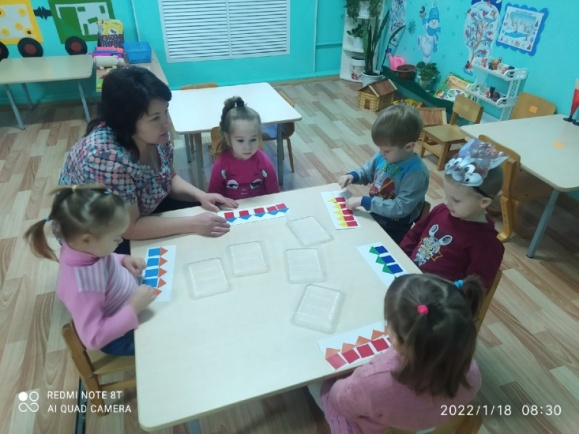 REDMI NOTE 8T
AI QUAD CAMERA
2022/1/18 08:30